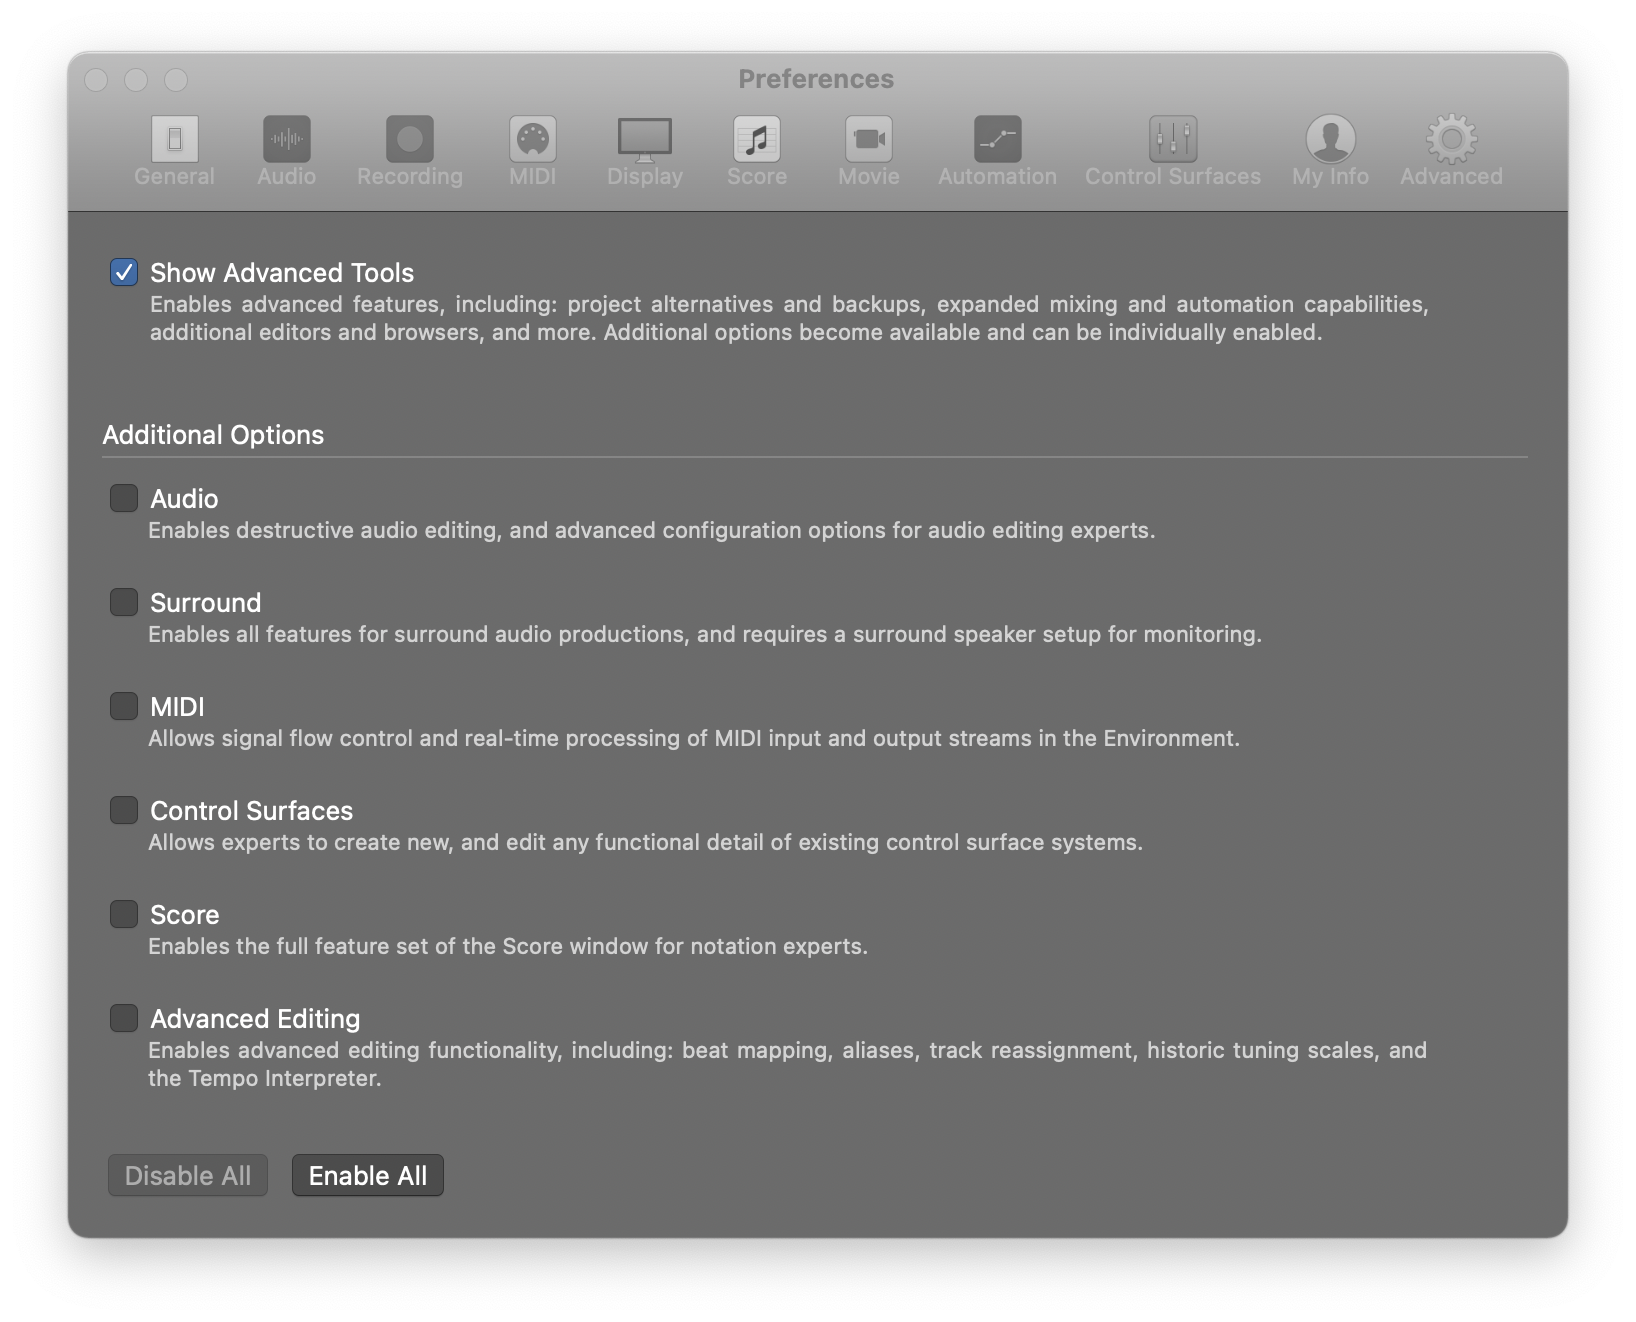 Preferences
General Audio Recording MIDI Display Score Movie Automation Control Surfaces My Info Advanced
Show Advanced Tools
Enables advanced features, including: project alternatives and backups, expanded mixing and automation capabilities,
additional editors and browsers, and more. Additional options become available and can be individually enabled.
Additional Options
Audio
Enables destructive audio editing, and advanced configuration options for audio editing experts.
Surround
Enables all features for surround audio productions, and requires a surround speaker setup for monitoring.
MIDI
Allows signal flow control and real-time processing of MIDI input and output streams in the Environment.
Control Surfaces
Allows experts to create new, and edit any functional detail of existing control surface systems.
Score
Enables the full feature set of the Score window for notation experts.
Advanced Editing
Enables advanced editing functionality, including: beat mapping, aliases, track reassignment, historic tuning scales, and
the Tempo Interpreter.
Disable All Enable All